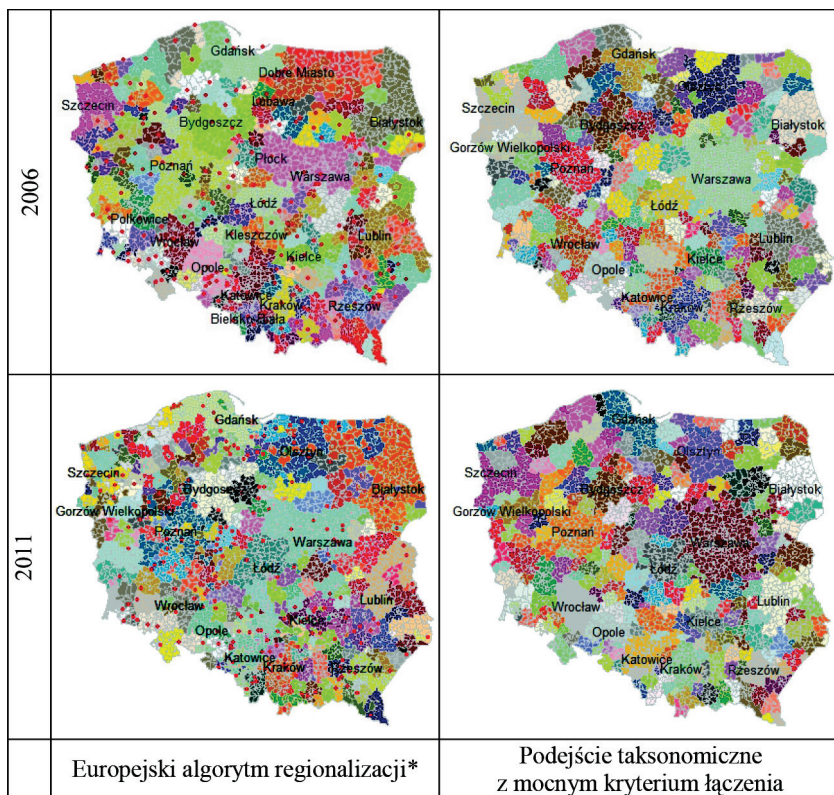 2006
Gdańsk
Dobre Miasto
Szczecin
Lubawa
Bydgoszcz
Białystok
Płock
Poznań
Warszawa
Łódź
Polkowice
Wrocław
Kleszczów
Lublin
Opole
Kielce
Katowice
Kraków
Rzeszów
Bielsko-Biała
Gdańsk
Szczecin
Bydgoszcz
Białystok
Gorzów Wielkopolski
Poznań
Warszawa
Łódź
Wrocław
Lublin
Opole
Kielce
Katowice
Kraków
Rzeszów
2011
Gdańsk
Olsztyn
Szczecin
Bydgoszcz
Białystok
Gorzów Wielkopolski
Poznań
Warszawa
Łódź
Wrocław
Lublin
Opole
Kielce
Katowice
Kraków
Rzeszów
Gdańsk
Olsztyn
Szczecin
Bydgoszcz
Białystok
Gorzów Wielkopolski
Poznań
Warszawa
Łódź
Wrocław
Lublin
Opole
Kielce
Katowice
Kraków
Rzeszów
Europejski algorytm regionalizacji*
Podejście taksonomiczne
z mocnym kryterium łączenia